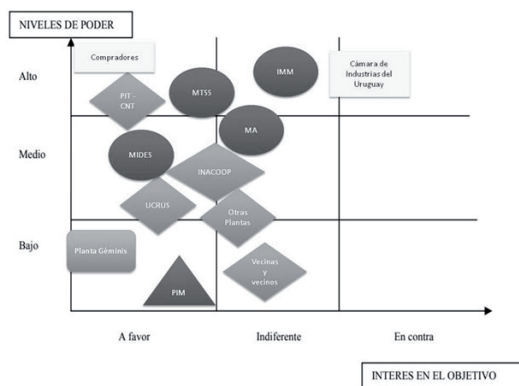 NIVELES DE PODER
Compradores
Alto
PIT -
CNT
MTSS
IMM
Cámara de
Industrias del
Uruguay
MA
Medio
MIDES
INACOOP
UCRUS
Otras
Plantas
Bajo
Planta Géminis
PIM
Vecinas
y
vecinos
A favor
Indiferente
En contra
INTERES EN EL OBJETIVO